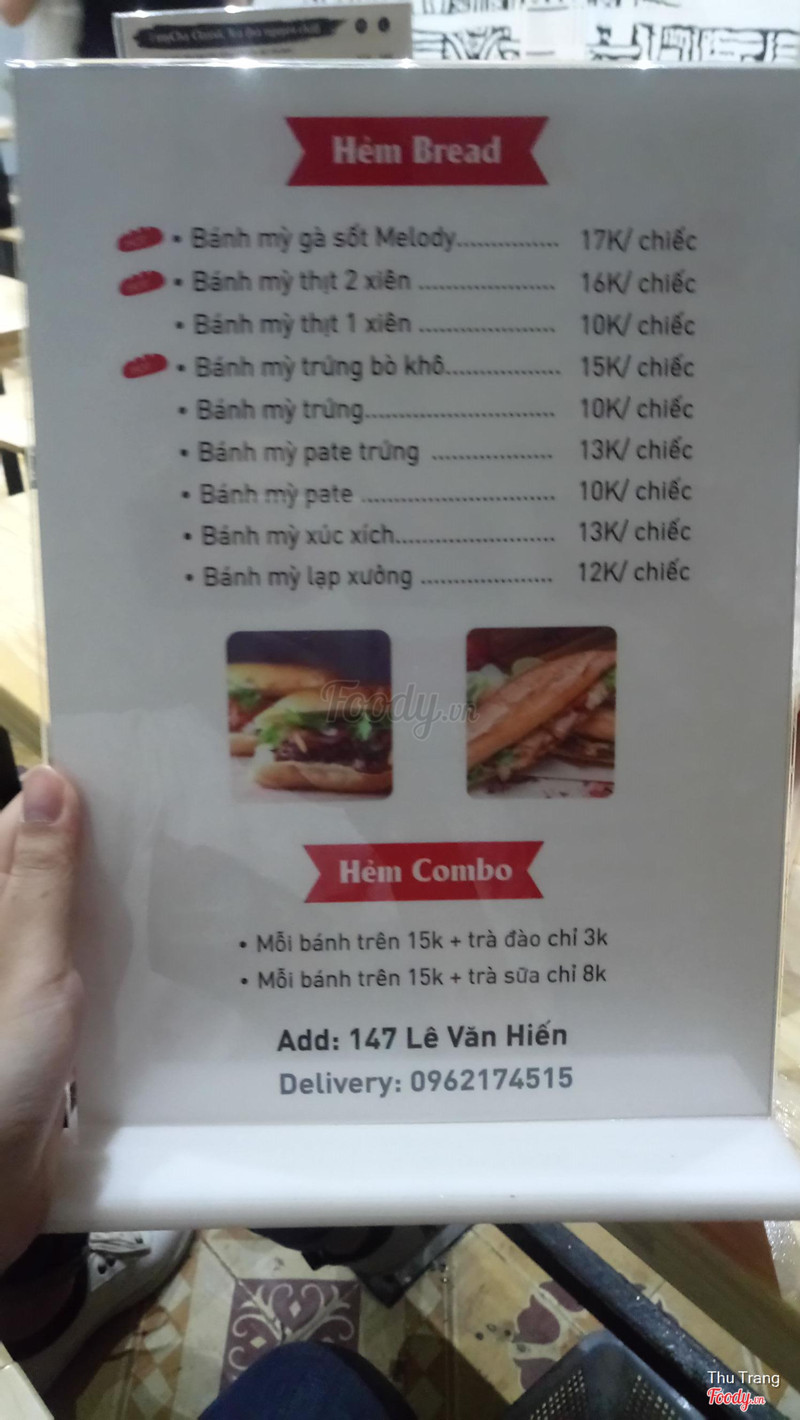 Hẻm Bread
• Bánh mỳ gà sốt Melody............... 17K/ chiếc
• Bánh mỳ thịt 2 xiên .................... 16K/ chiếc
• Bánh mỳ thịt 1 xiên .................... 10K/ chiếc
• Bánh mỳ trứng bò khô................. 15K/ chiếc
• Bánh mỳ trứng............................ 10K/ chiếc
• Bánh mỳ pate trứng .................. 13K/ chiếc
• Bánh mỳ pate ............................ 10K/ chiếc
• Bánh mỳ xúc xích....................... 13K/ chiếc
• Bánh mỳ lạp xưởng ................... 12K/ chiếc
Foody.vn
Hẻm Combo
• Mỗi bánh trên 15k + trà đào chỉ 3k
• Mỗi bánh trên 15k + trà sữa chỉ 8k
Add: 147 Lê Văn Hiến
Delivery: 0962174515
Thu Trang
Foody.vn